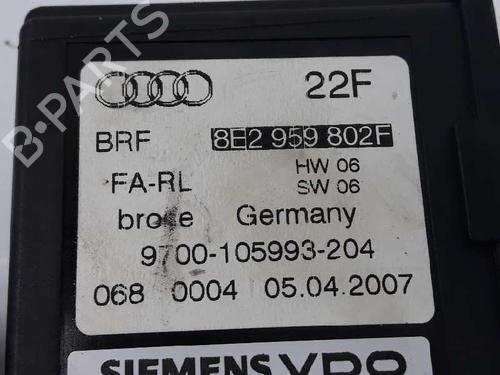 22F
BRF 8E2 959 802F
FA-RL HW 06
SW 06
brose Germany
9700-105993-204
068 0004 05.04.2007
SIEMENS VDO
B-PARTS